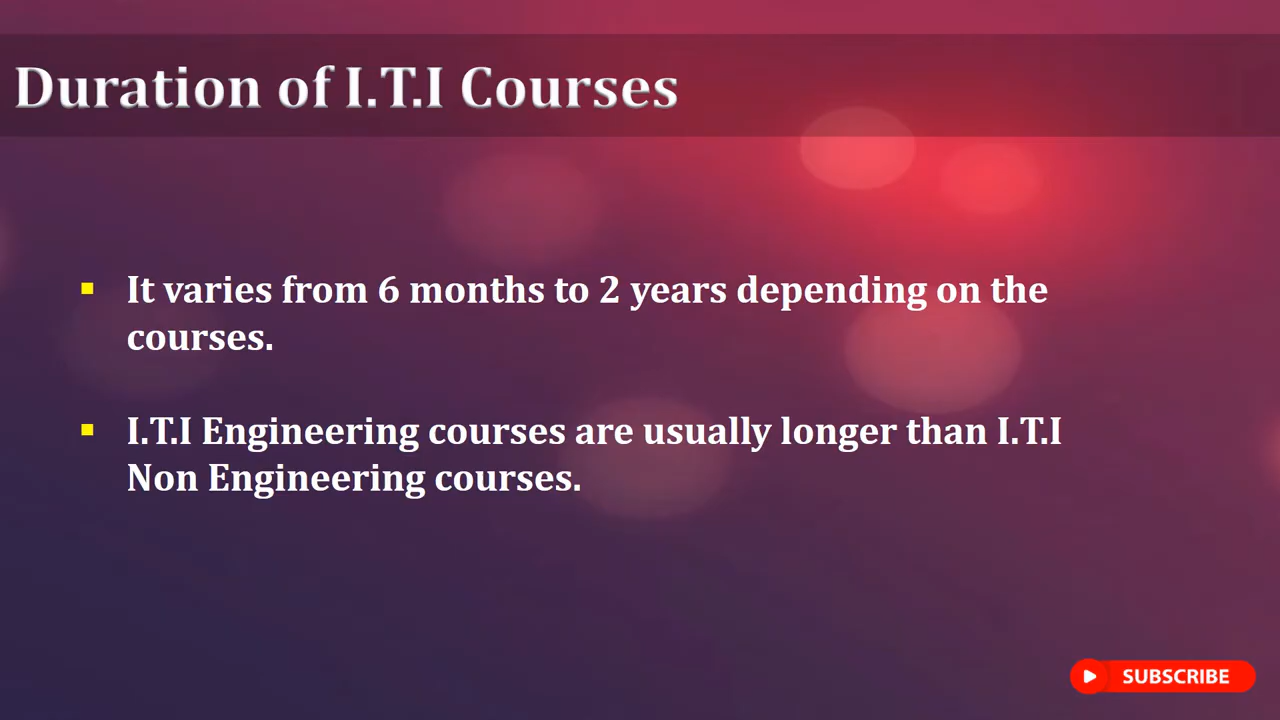 Duration of I.T.I Courses
It varies from 6 months to 2 years depending on the
courses.
I.T.I Engineering courses are usually longer than I.T.I
Non Engineering courses.
SUBSCRIBE